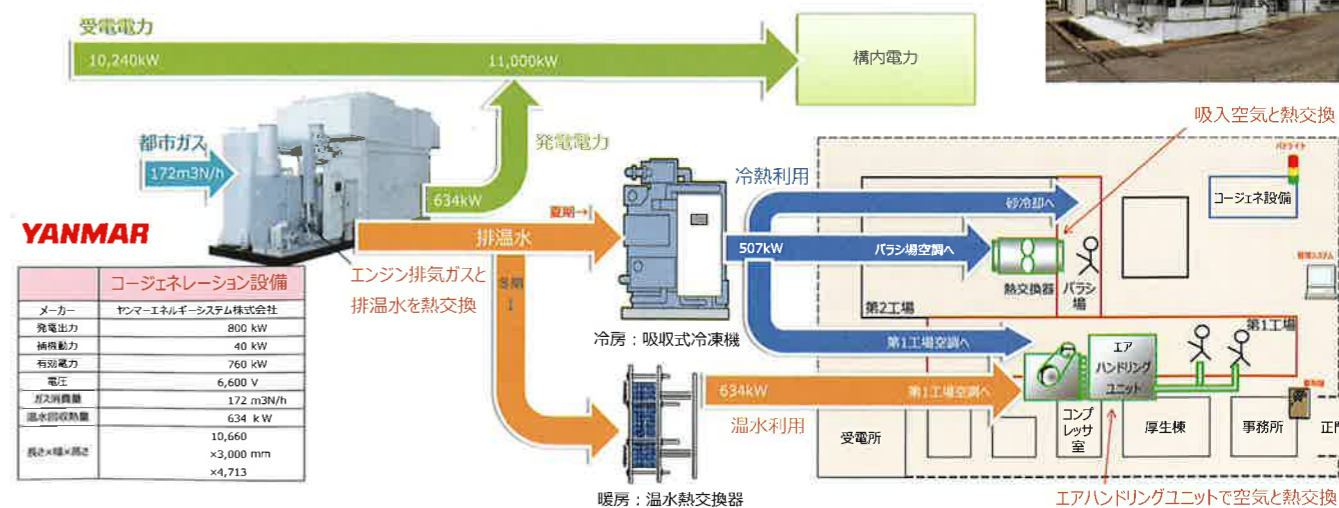 受電電力
10,240kW
11,000kW
構内電力
都市ガス
172m3N/h
発電電力
634kW
YANMAR
夏期→
排温水
エンジン排気ガスと
排温水を熱交換
コージェネレーション設備
メーカー ヤンマーエネルギーシステム株式会社
発電出力 800 kW
補機動力 40 kW
有効電力 760 kW
電圧 6,600 V
ガス消費量 172 m3N/h
温水回収熱量 634 kW
長さ×幅×高さ 10,660
×3,000 mm
×4,713
冷房：吸収式冷凍機
暖房：温水熱交換器
冷熱利用
507kW
砂冷却へ
バラシ場空調へ
第1工場空調へ
634kW
第1工場空調へ
温水利用
吸入空気と熱交換
パトライト
コージェネ設備
熱交換器
バラシ
場
第2工場
第1工場
エア
ハンドリング
ユニット
受電所
コンプ
レッサ
室
厚生棟
事務所
正門
エアハンドリングユニットで空気と熱交換